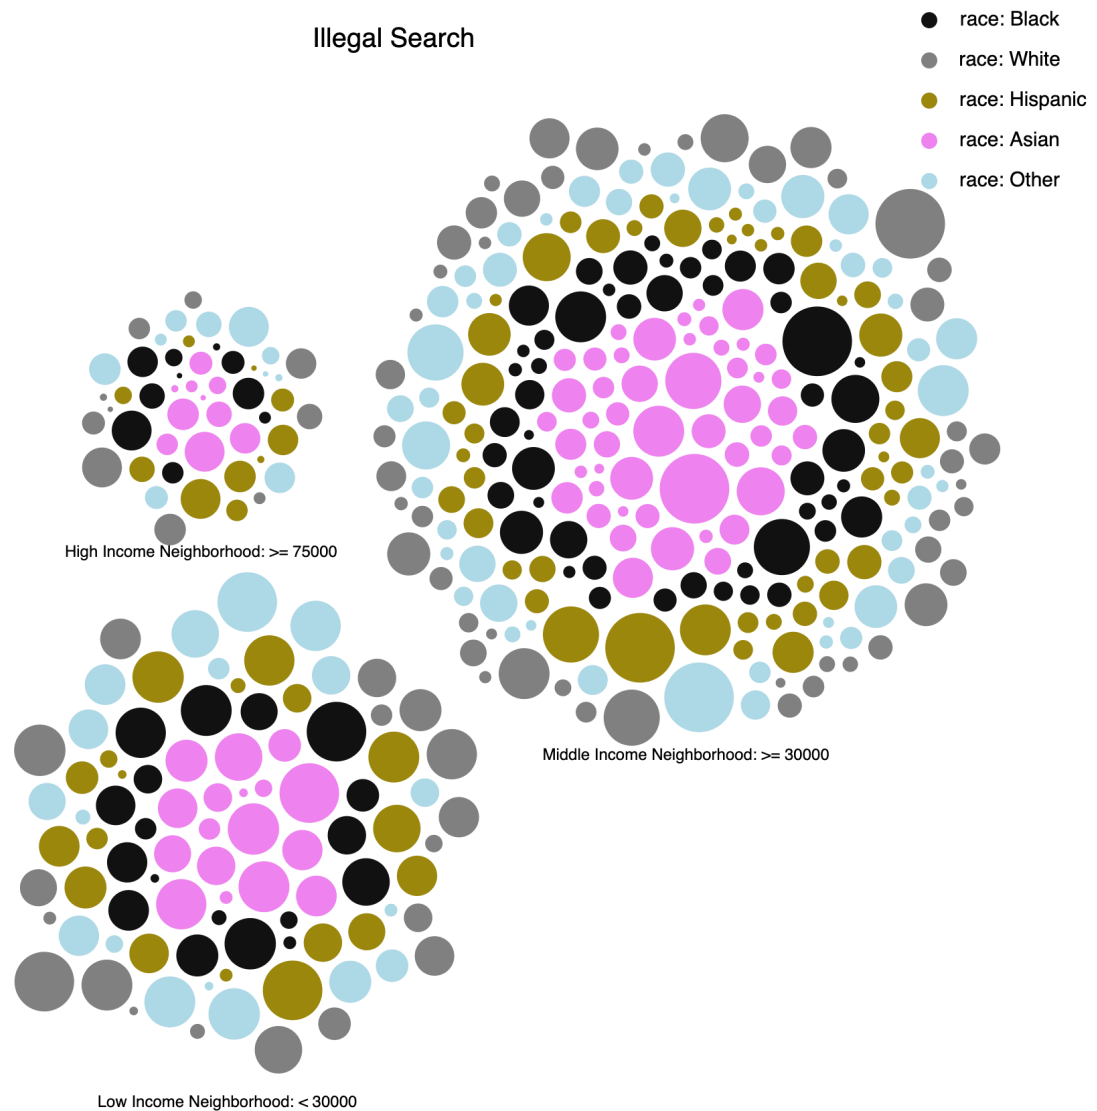 Illegal Search
race: Black
race: White
race: Hispanic
race: Asian
race: Other
High Income Neighborhood: >= 75000
Middle Income Neighborhood: >= 30000
Low Income Neighborhood: < 30000